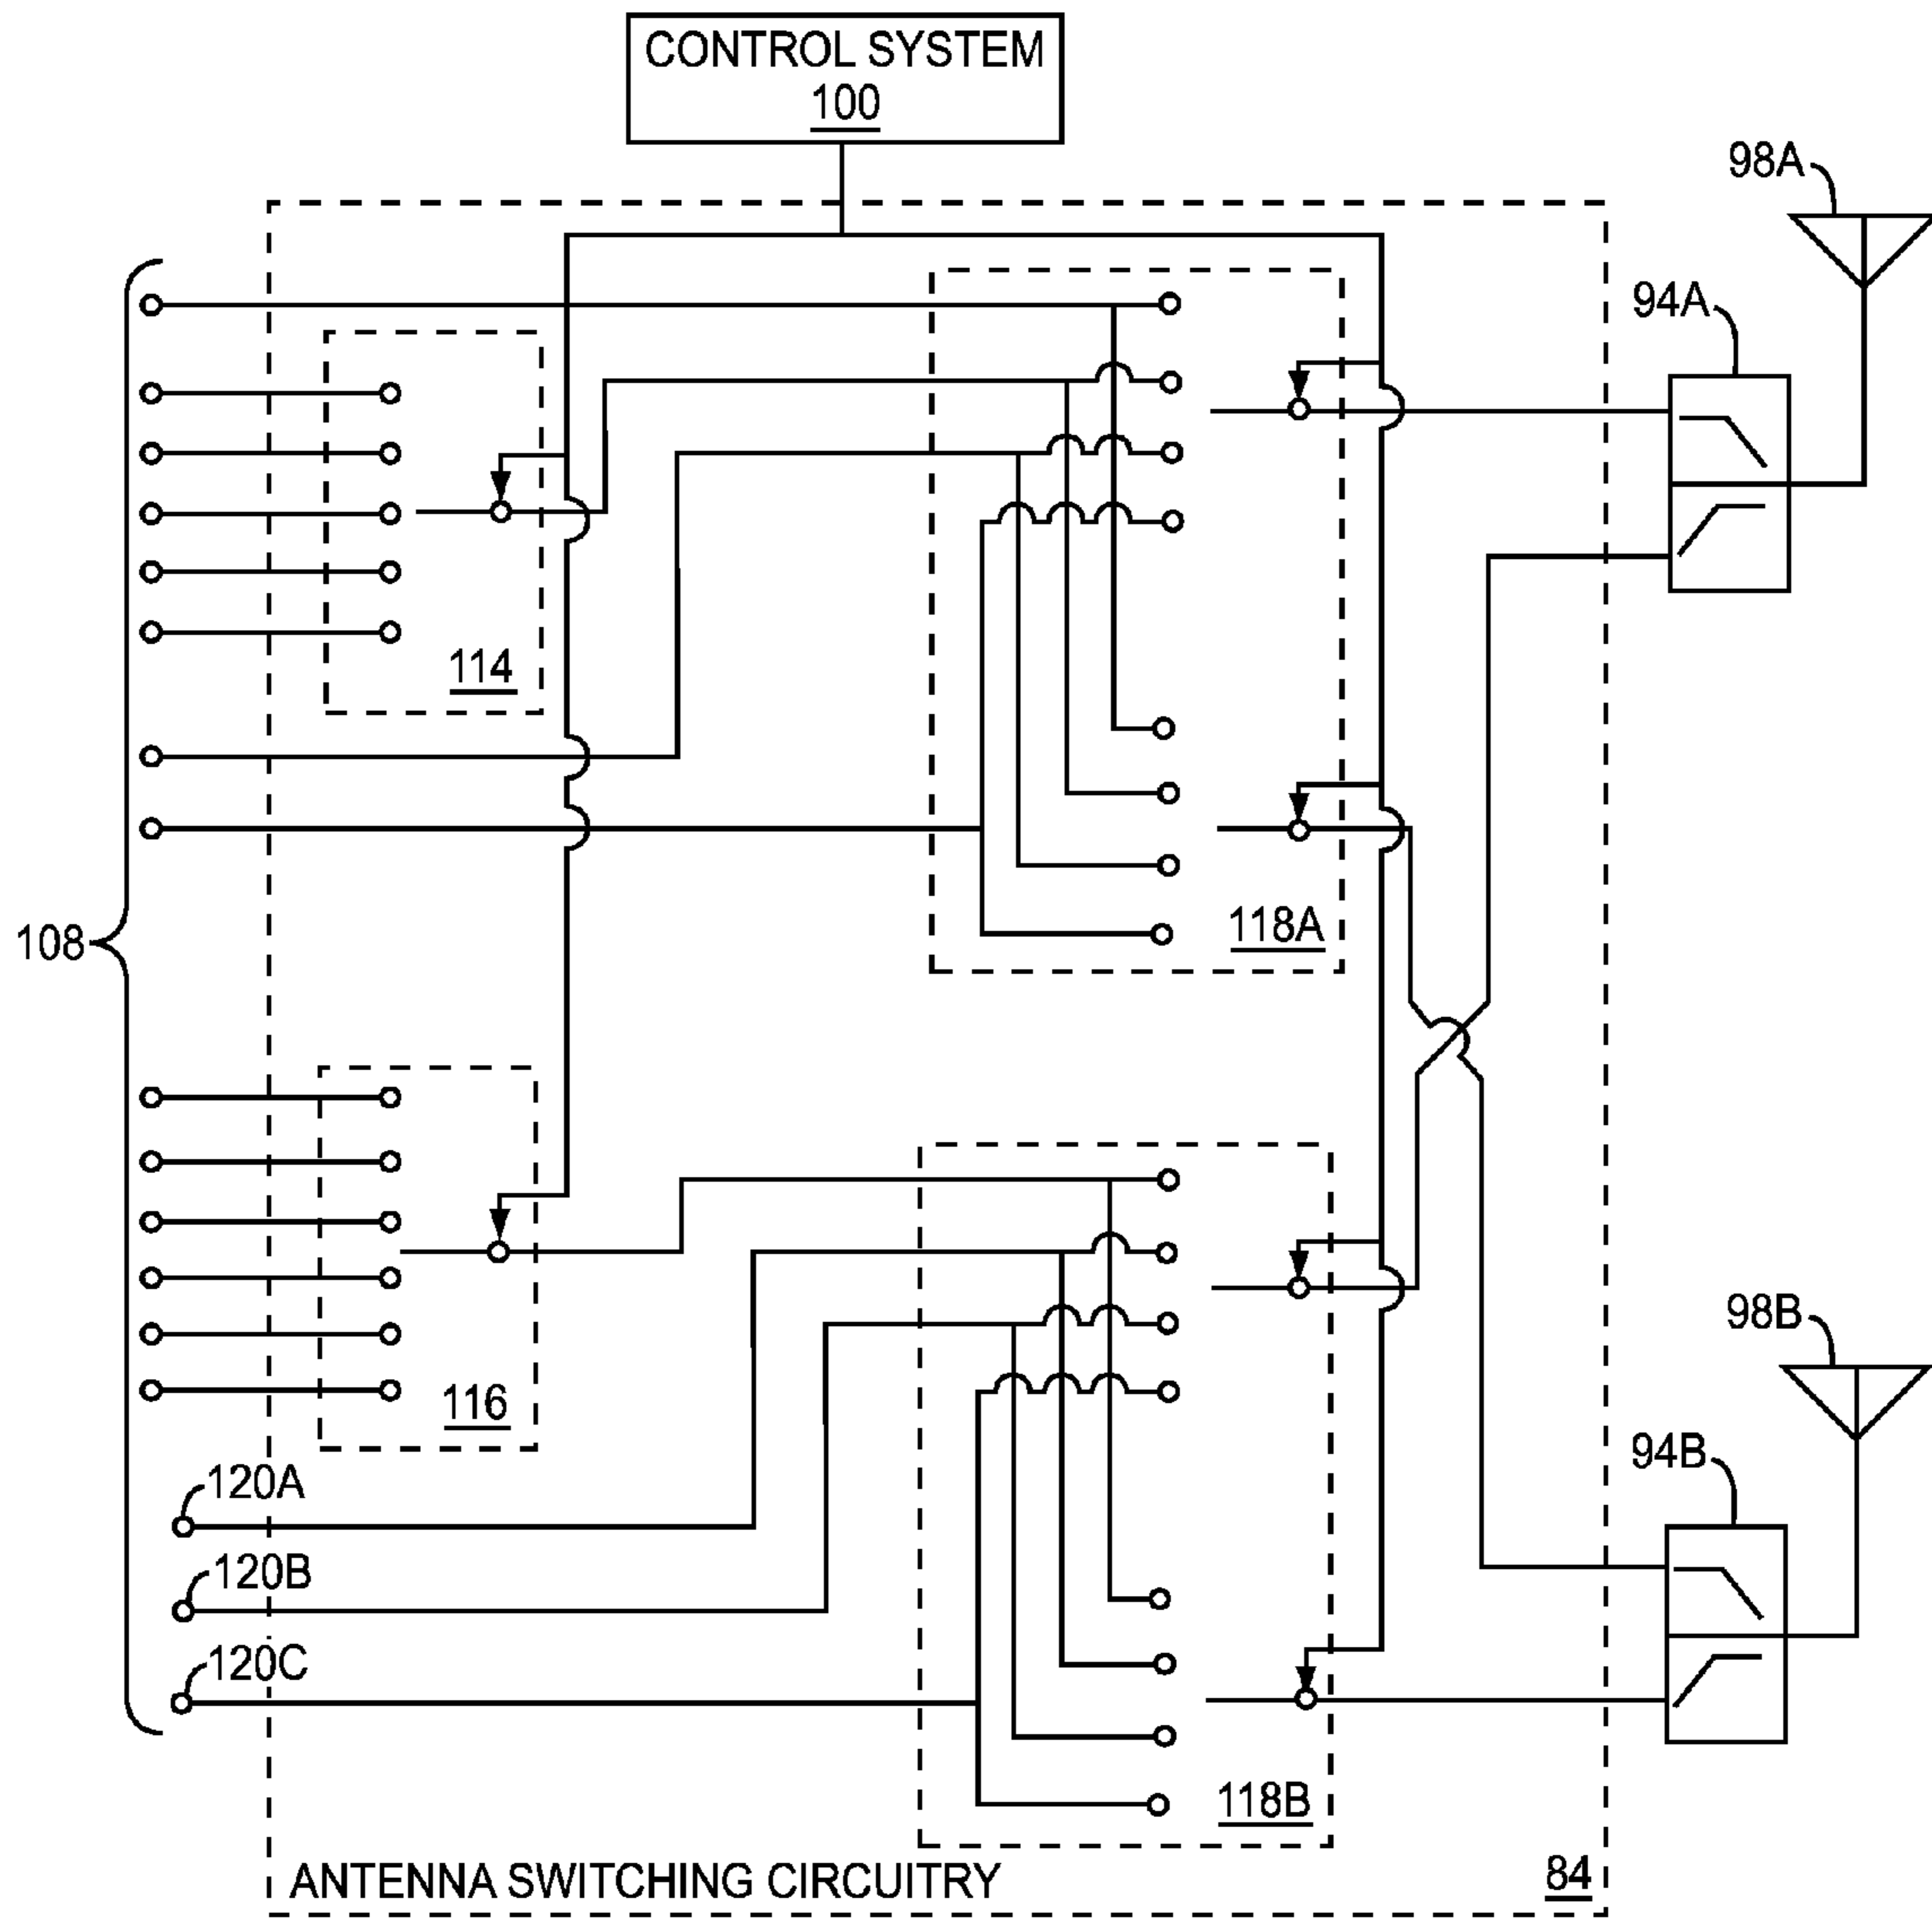 CONTROL SYSTEM
100
98A
94A
114
108
118A
116
98B
120A
94B
120B
120C
118B
ANTENNA SWITCHING CIRCUITRY
84